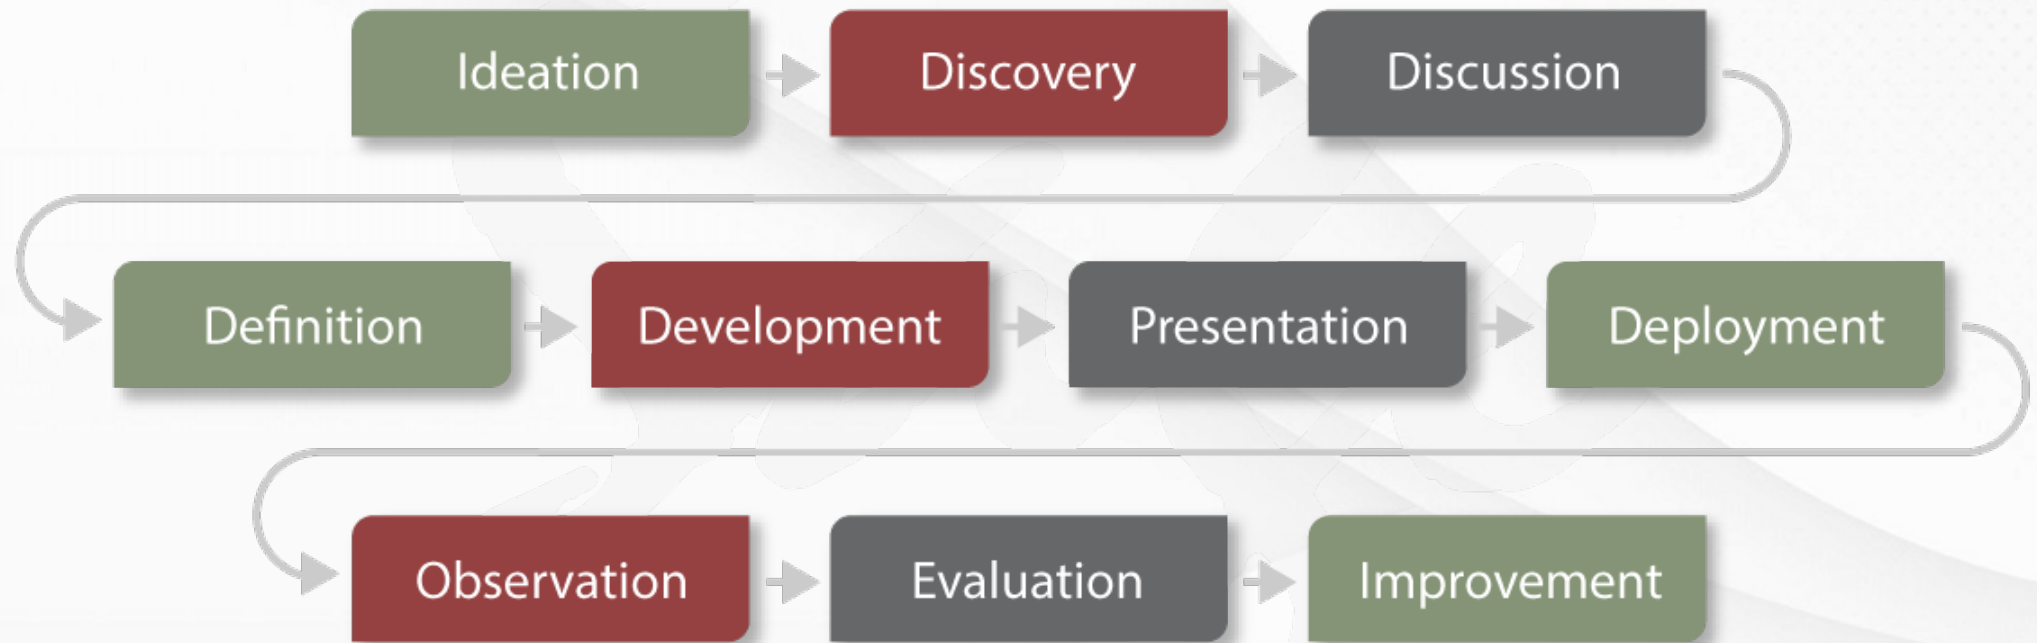 Ideation
Discovery
Discussion
Definition
Development
Presentation
Deployment
Observation
Evaluation
Improvement